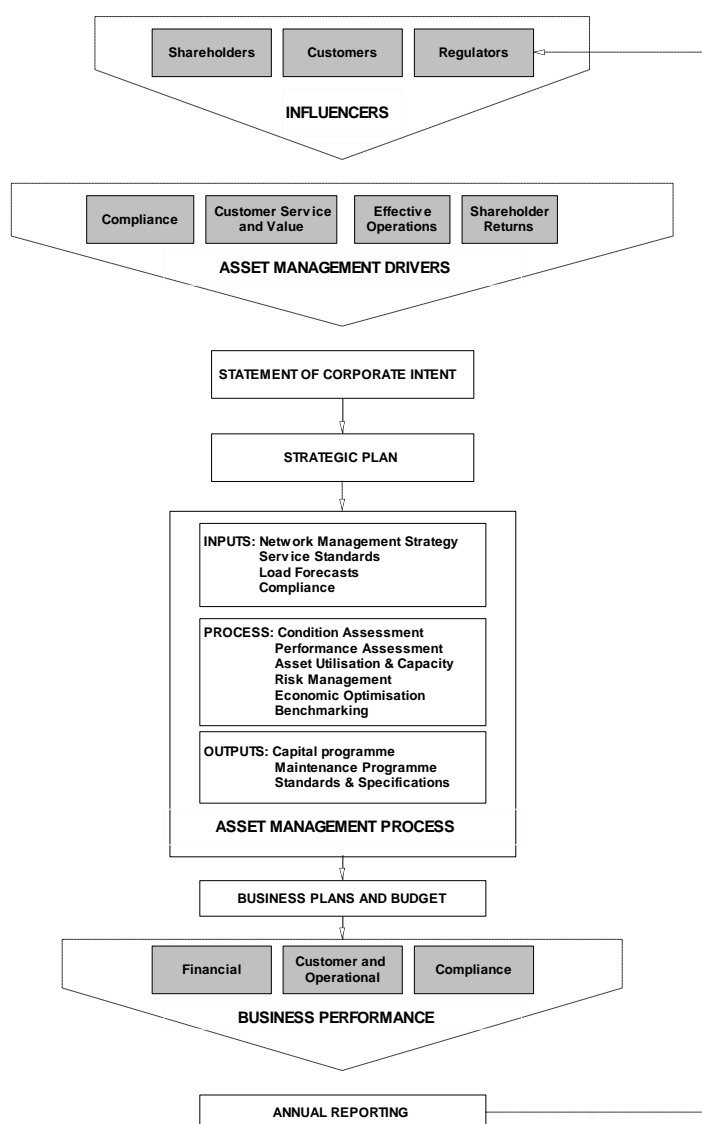 Shareholders
Customers
Regulators
INFLUENCERS
Compliance
Customer Service
and Value
Effective
Operations
Shareholder
Returns
ASSET MANAGEMENT DRIVERS
STATEMENT OF CORPORATE INTENT
STRATEGIC PLAN
INPUTS: Network Management Strategy
Service Standards
Load Forecasts
Compliance
PROCESS: Condition Assessment
Performance Assessment
Asset Utilisation & Capacity
Risk Management
Economic Optimisation
Benchmarking
OUTPUTS: Capital programme
Maintenance Programme
Standards & Specifications
ASSET MANAGEMENT PROCESS
BUSINESS PLANS AND BUDGET
Financial
Customer and
Operational
Compliance
BUSINESS PERFORMANCE
ANNUAL REPORTING